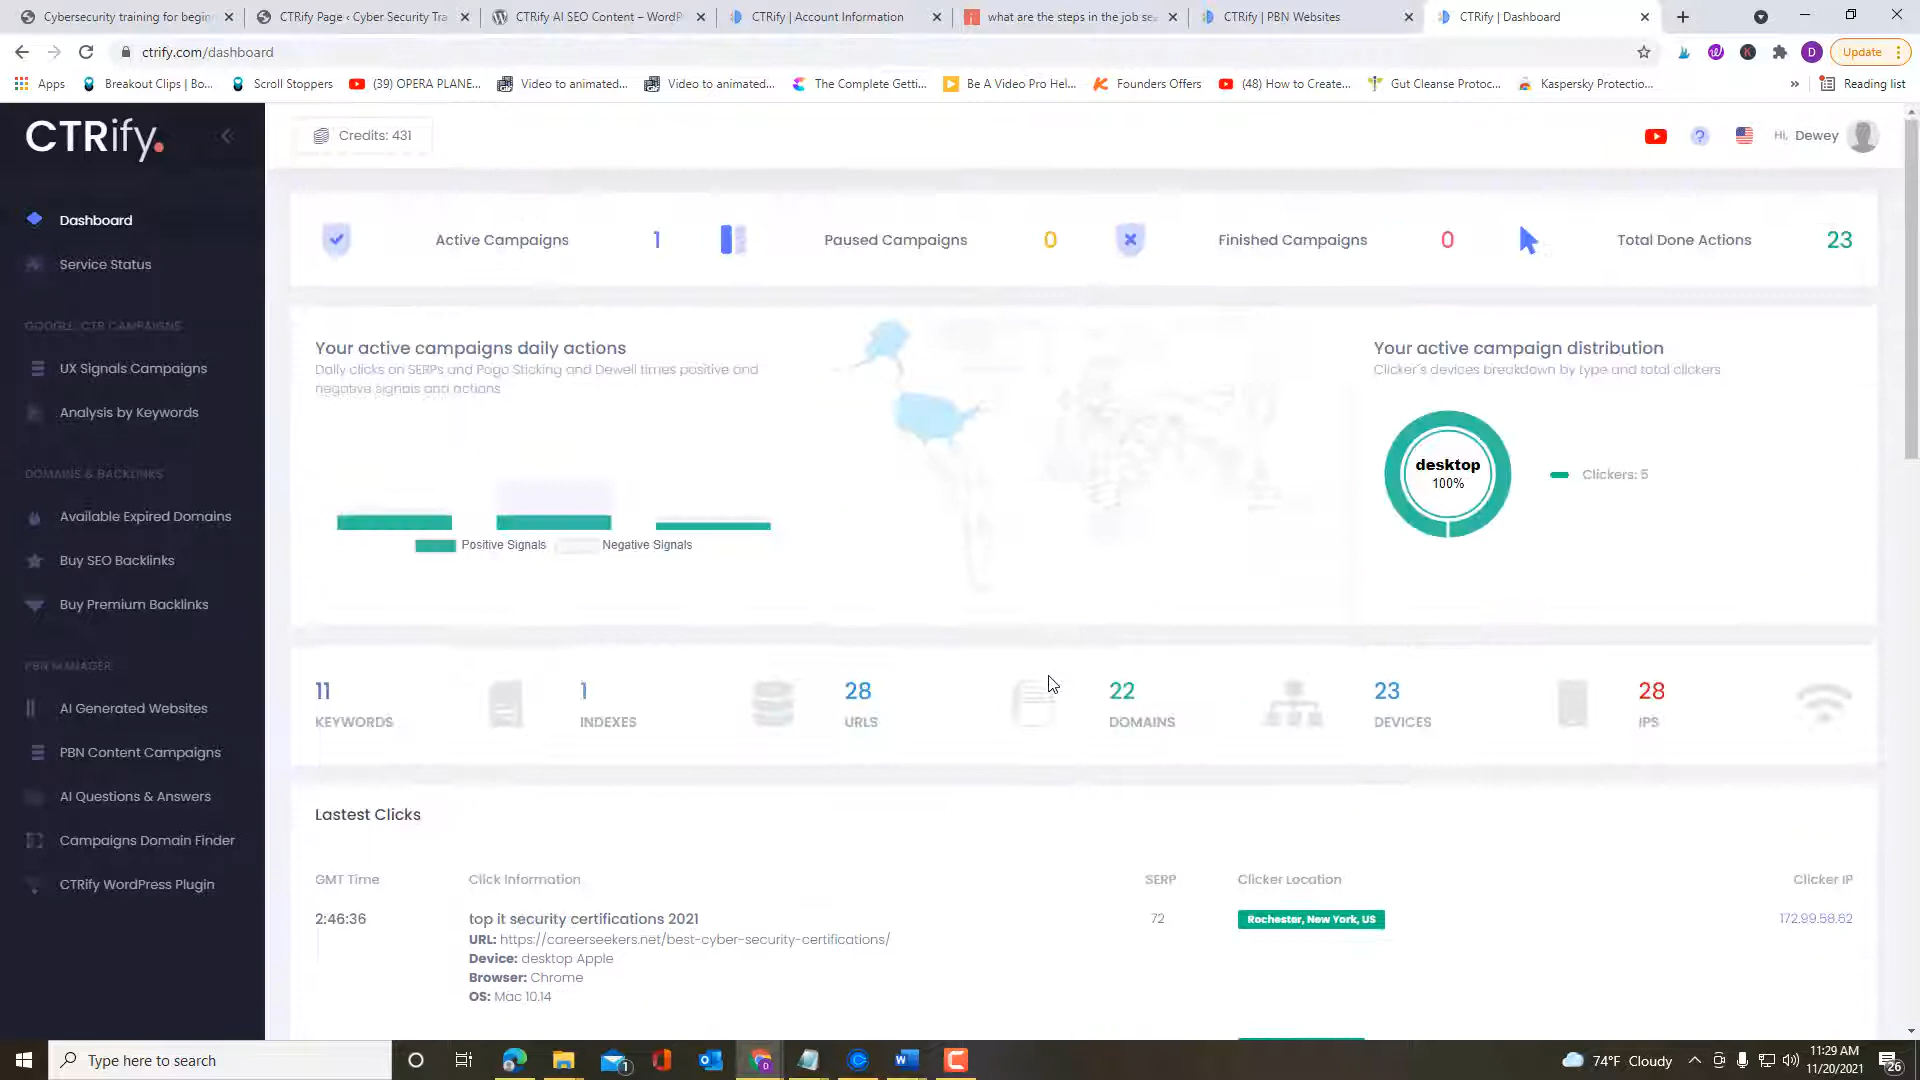 Cybersecurity training for begin
CTRify Page ‹ Cyber Security Tra
CTRify AI SEO Content – WordP
CTRify | Account Information
what are the steps in the job se
CTRify | PBN Websites
CTRify | Dashboard
ctrify.com/dashboard
Update
Apps
Breakout Clips | Bo...
Scroll Stoppers
(39) OPERA PLANE...
Video to animated...
Video to animated...
The Complete Getti...
Be A Video Pro Hel...
Founders Offers
(48) How to Create...
Gut Cleanse Protoc...
Kaspersky Protectio...
Reading list
CTRify.
Credits: 431
Hi, Dewey
Dashboard
Service Status
GOOGLE CTR CAMPAIGNS
UX Signals Campaigns
Analysis by Keywords
DOMAINS & BACKLINKS
Available Expired Domains
Buy SEO Backlinks
Buy Premium Backlinks
PBN MANAGER
AI Generated Websites
PBN Content Campaigns
AI Questions & Answers
Campaigns Domain Finder
CTRify WordPress Plugin
Active Campaigns 1
Paused Campaigns 0
Finished Campaigns 0
Total Done Actions 23
Your active campaigns daily actions
Daily clicks on SERPs and Pogo Sticking and Dewell times positive and
negative signals and actions
Positive Signals
Negative Signals
Your active campaign distribution
Clicker's devices breakdown by type and total clickers
desktop
100%
Clickers: 5
11
KEYWORDS
1
INDEXES
28
URLS
22
DOMAINS
23
DEVICES
28
IPS
Lastest Clicks
GMT Time
Click Information
SERP
Clicker Location
Clicker IP
2:46:36
top it security certifications 2021
URL: https://careerseekers.net/best-cyber-security-certifications/
Device: desktop Apple
Browser: Chrome
OS: Mac 10.14
72
Rochester, New York, US
172.99.58.62
Type here to search
74°F Cloudy
11:29 AM
11/20/2021
26